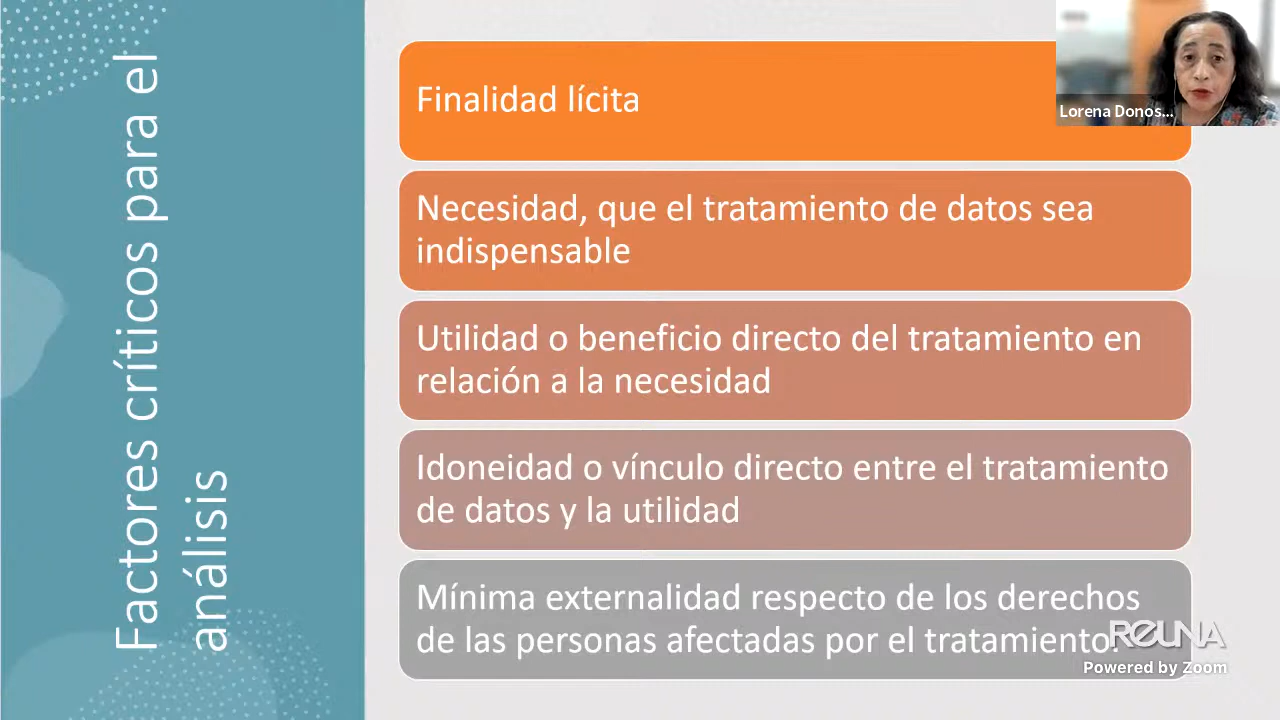 Factores críticos para el
análisis
Finalidad lícita
Necesidad, que el tratamiento de datos sea
indispensable
Utilidad o beneficio directo del tratamiento en
relación a la necesidad
Idoneidad o vínculo directo entre el tratamiento
de datos y la utilidad
Mínima externalidad respecto de los derechos
de las personas afectadas por el tratamiento.
Lorena Donos...
REUNA
Powered by Zoom